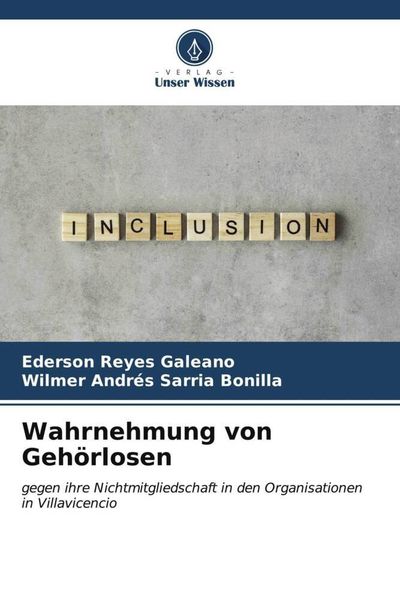 - VERLAG -
Unser Wissen
INCLUSION
Ederson Reyes Galeano
Wilmer Andrés Sarria Bonilla
Wahrnehmung von
Gehörlosen
gegen ihre Nichtmitgliedschaft in den Organisationen
in Villavicencio